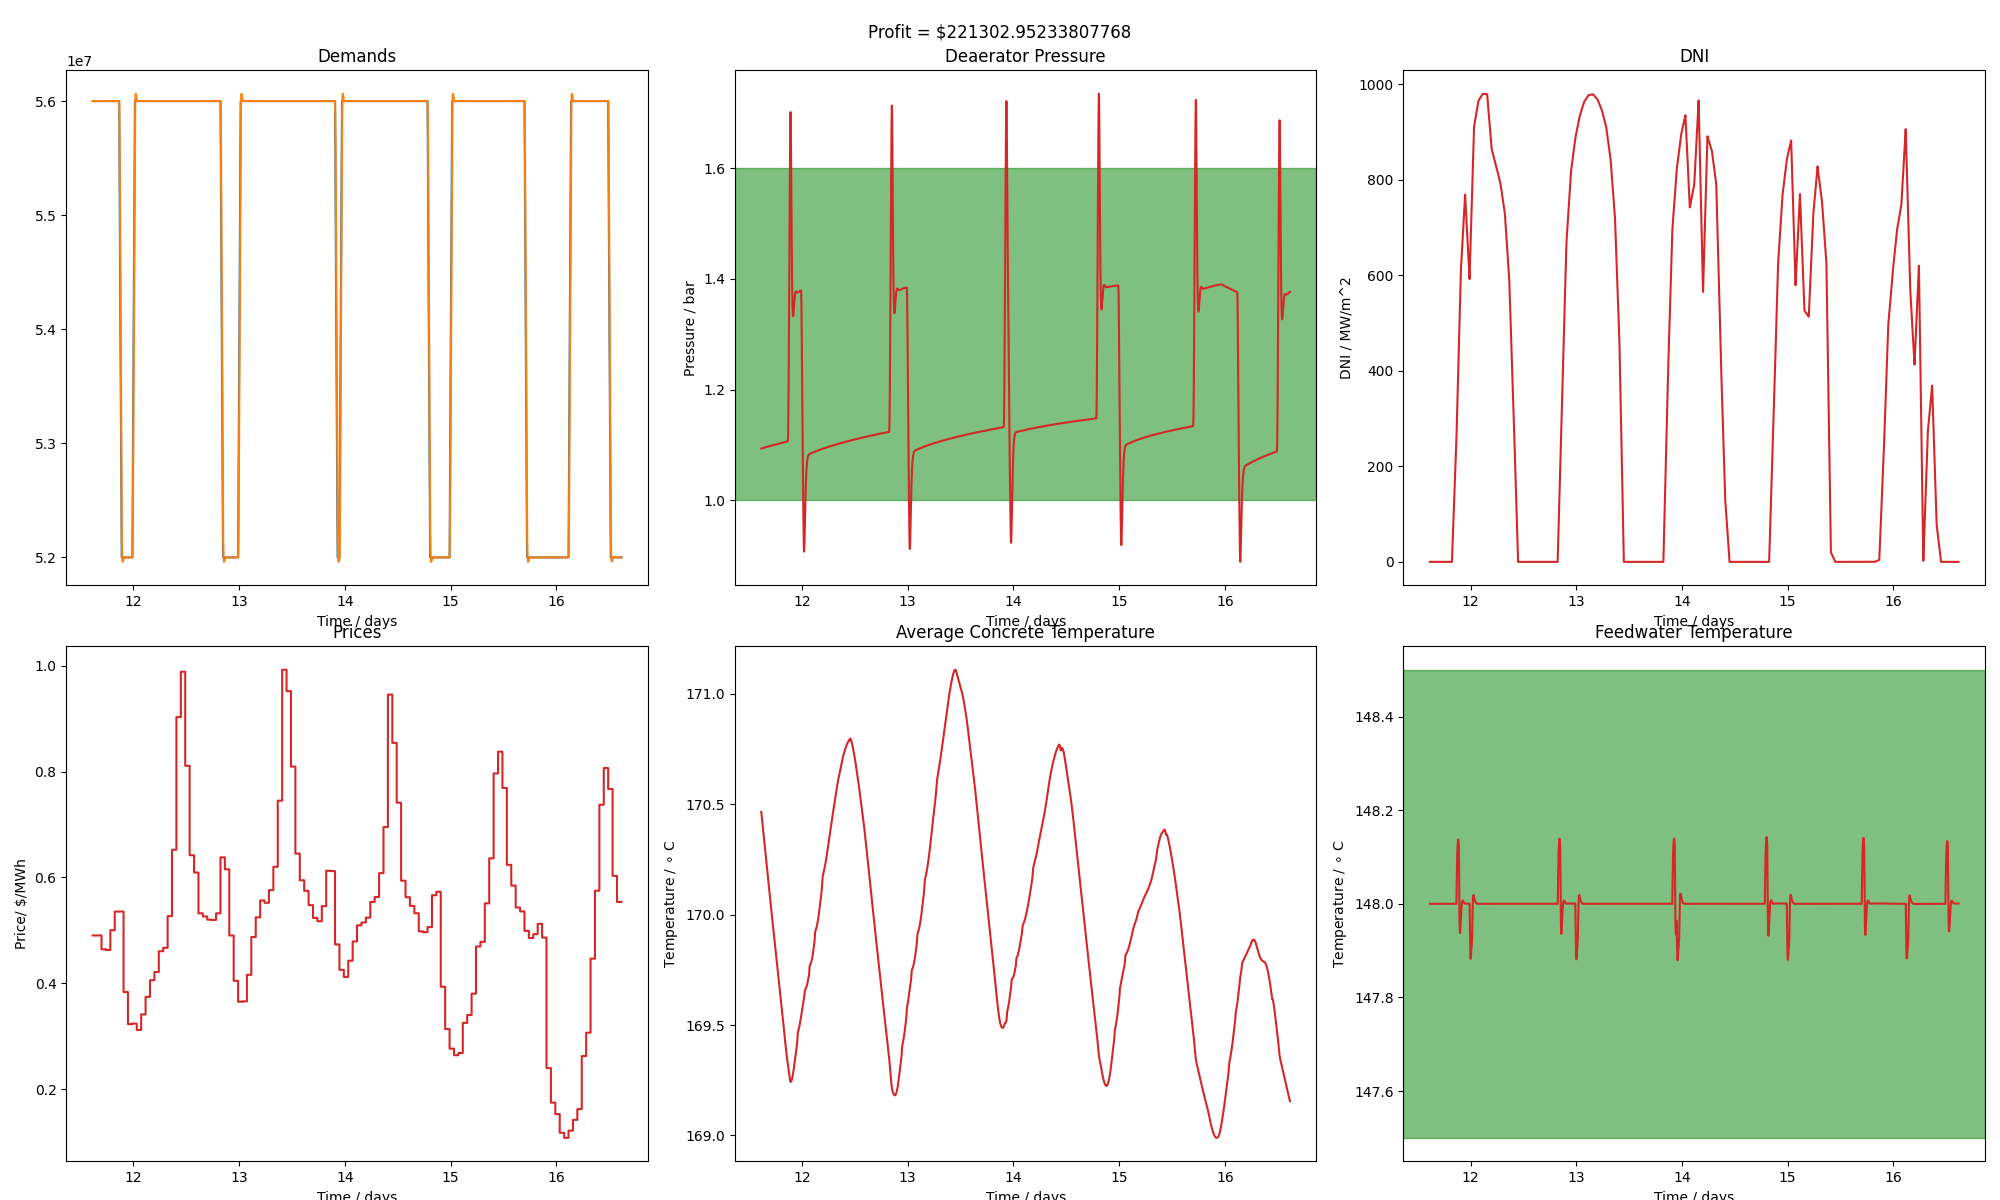 Profit = $221302.95233807768
Demands
1e7
5.6
5.5
5.4
5.3
5.2
12 13 14 15 16
Time / days
Deaerator Pressure
Pressure / bar
1.6
1.4
1.2
1.0
12 13 14 15 16
Time / days
DNI
DNI / MW/m^2
1000
800
600
400
200
0
12 13 14 15 16
Time / days
Prices
Price/ $/MWh
1.0
0.8
0.6
0.4
0.2
12 13 14 15 16
Time / days
Average Concrete Temperature
Temperature / ∘ C
171.0
170.5
170.0
169.5
169.0
12 13 14 15 16
Time / days
Feedwater Temperature
Temperature / ∘ C
148.4
148.2
148.0
147.8
147.6
12 13 14 15 16
Time / days